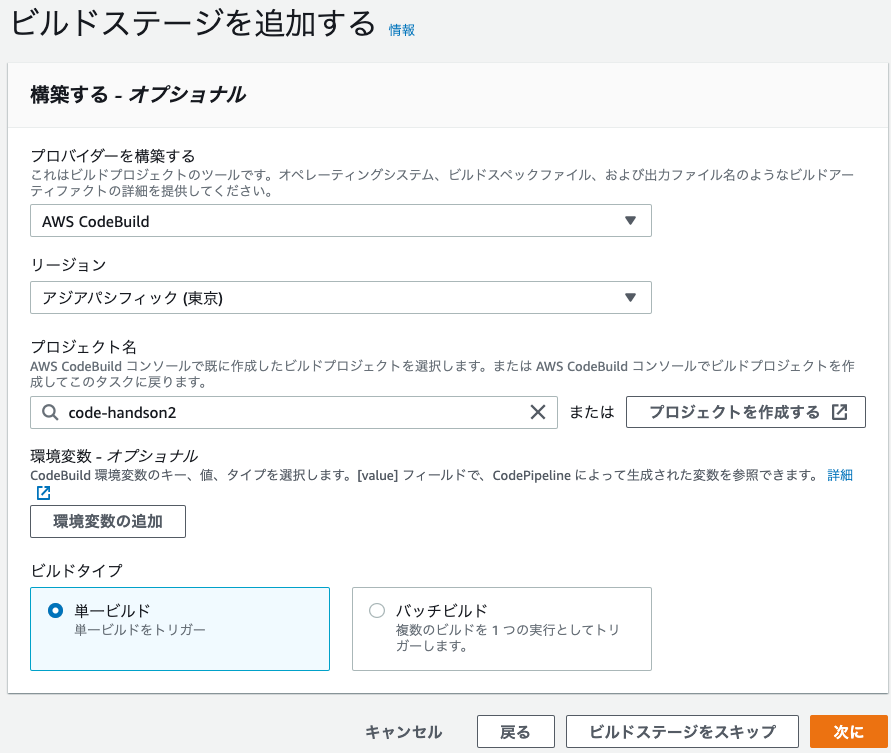 ビルドステージを追加する 情報
構築する - オプショナル
プロバイダーを構築する
これはビルドプロジェクトのツールです。オペレーティングシステム、ビルドスペックファイル、および出力ファイル名のようなビルドアー
ティファクトの詳細を提供してください。
AWS CodeBuild
リージョン
アジアパシフィック (東京)
プロジェクト名
AWS CodeBuild コンソールで既に作成したビルドプロジェクトを選択します。または AWS CodeBuild コンソールでビルドプロジェクトを作
成してこのタスクに戻ります。
code-handson2 または プロジェクトを作成する
環境変数 - オプショナル
CodeBuild 環境変数のキー、値、タイプを選択します。[value] フィールドで、CodePipeline によって生成された変数を参照できます。 詳細
環境変数の追加
ビルドタイプ
単一ビルド
単一ビルドをトリガー
バッチビルド
複数のビルドを 1 つの実行としてトリ
ガーします。
キャンセル 戻る ビルドステージをスキップ 次に